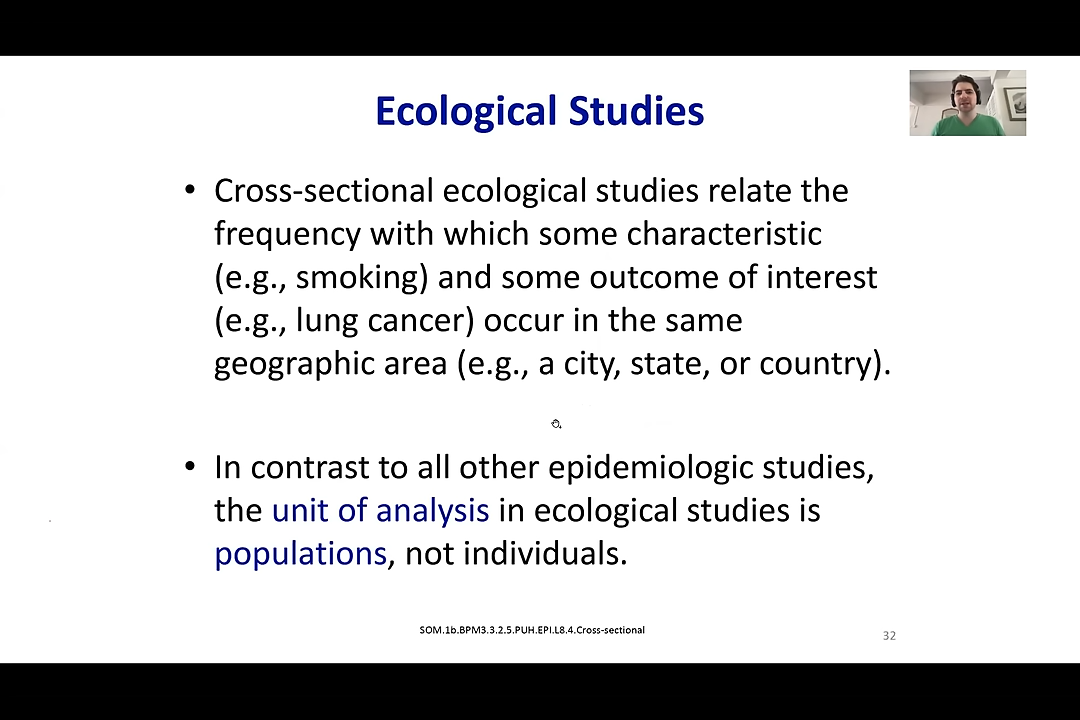 Ecological Studies
• Cross-sectional ecological studies relate the
frequency with which some characteristic
(e.g., smoking) and some outcome of interest
(e.g., lung cancer) occur in the same
geographic area (e.g., a city, state, or country).
• In contrast to all other epidemiologic studies,
the unit of analysis in ecological studies is
populations, not individuals.
SOM.1b.BPM3.3.2.5.PUH.EPI.L8.4.Cross-sectional
32